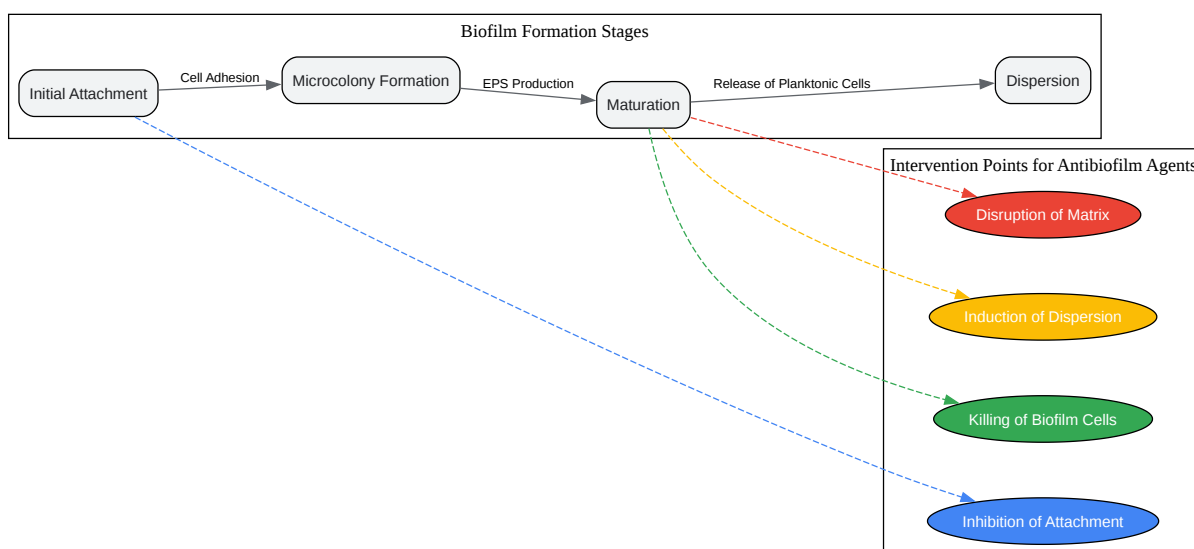 Biofilm Formation Stages
Initial Attachment
Cell Adhesion
Microcolony Formation
EPS Production
Maturation
Release of Planktonic Cells
Dispersion
Intervention Points for Antibiofilm Agents
Disruption of Matrix
Induction of Dispersion
Killing of Biofilm Cells
Inhibition of Attachment